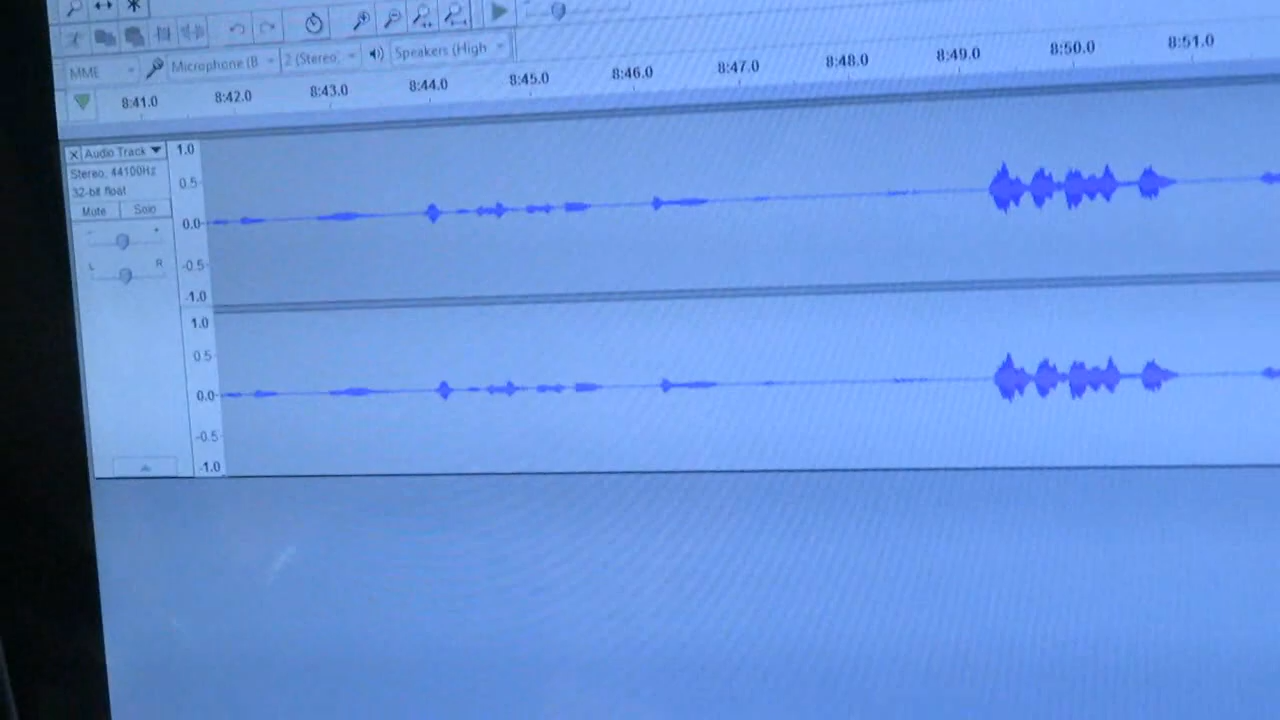 MME Microphone (B 2 (Stereo) Speakers (High
8:41.0 8:42.0 8:43.0 8:44.0 8:45.0 8:46.0 8:47.0 8:48.0 8:49.0 8:50.0 8:51.0
Audio Track 1.0
Stereo, 44100Hz
32-bit float 0.5
Mute Solo
- + 0.0
L R -0.5
-1.0
1.0
0.5
0.0
-0.5
-1.0